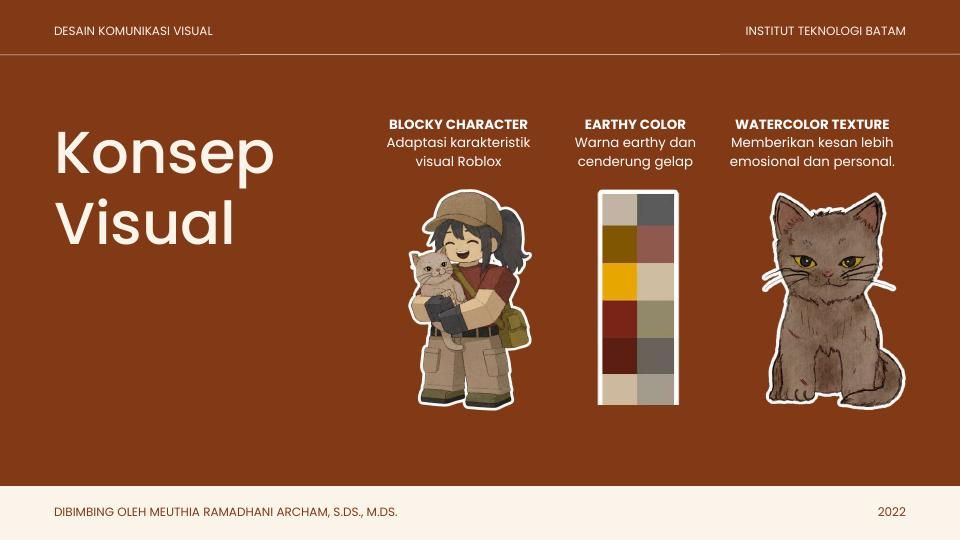 DESAIN KOMUNIKASI VISUAL
INSTITUT TEKNOLOGI BATAM
Konsep
Visual
BLOCKY CHARACTER
Adaptasi karakteristik
visual Roblox
EARTHY COLOR
Warna earthy dan
cenderung gelap
WATERCOLOR TEXTURE
Memberikan kesan lebih
emosional dan personal.
DIBIMBING OLEH MEUTHIA RAMADHANI ARCHAM, S.DS., M.DS.
2022